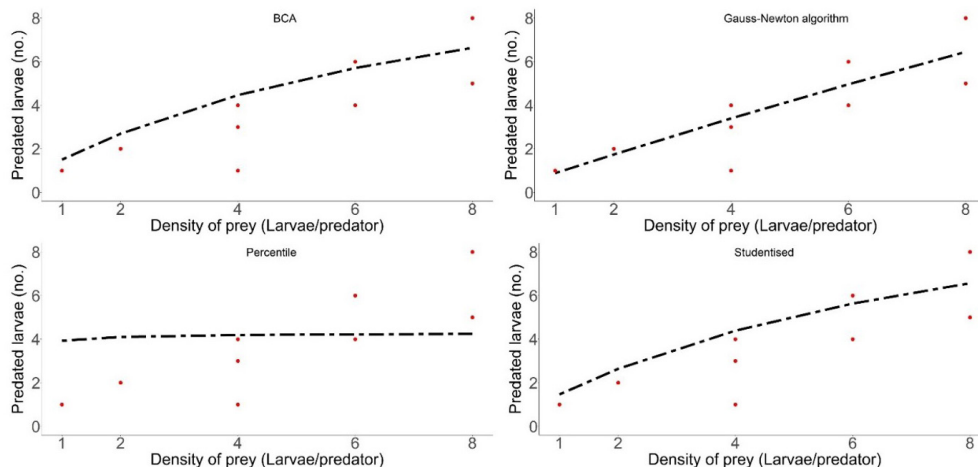 BCA
Predated larvae (no.)
8
6
4
2
0
1 2 4 6 8
Density of prey (Larvae/predator)
Gauss-Newton algorithm
Predated larvae (no.)
8
6
4
2
0
1 2 4 6 8
Density of prey (Larvae/predator)
Percentile
Predated larvae (no.)
8
6
4
2
0
1 2 4 6 8
Density of prey (Larvae/predator)
Studentised
Predated larvae (no.)
8
6
4
2
0
1 2 4 6 8
Density of prey (Larvae/predator)